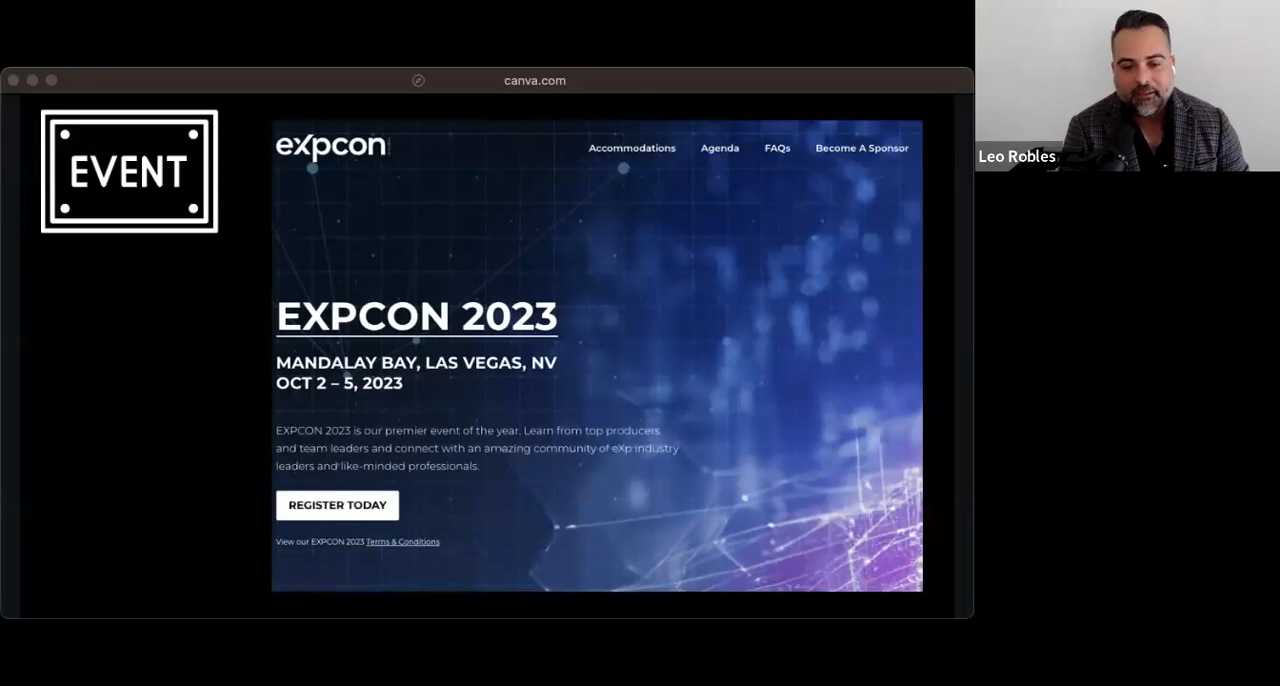 canva.com
EVENT
expcon
Accommodations
Agenda
FAQs
Become A Sponsor
EXPCON 2023
MANDALAY BAY, LAS VEGAS, NV
OCT 2 – 5, 2023
EXPCON 2023 is our premier event of the year. Learn from top producers
and team leaders and connect with an amazing community of eXp industry
leaders and like-minded professionals.
REGISTER TODAY
View our EXPCON 2023 Terms & Conditions
Leo Robles